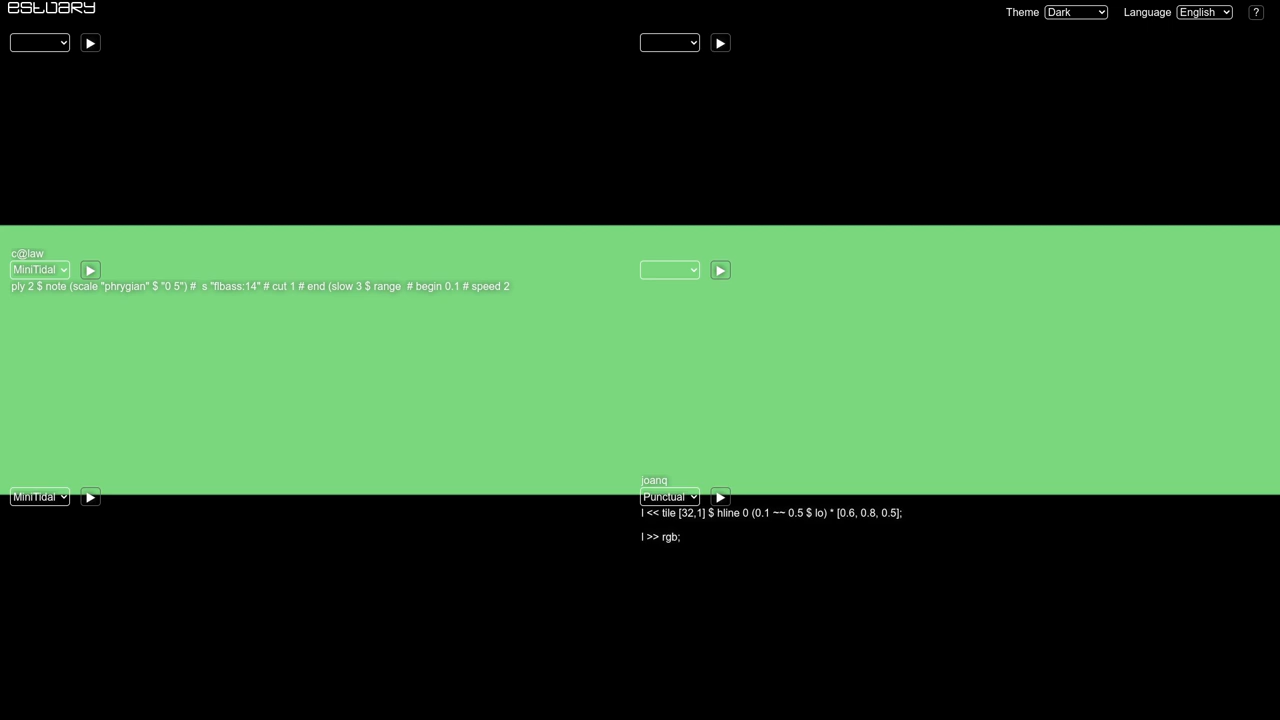 estuary
Theme Dark Language English ?
c@law
MiniTidal
ply 2 $ note (scale "phrygian" $ "0 5") #  s "flbass:14" # cut 1 # end (slow 3 $ range  # begin 0.1 # speed 2
MiniTidal
joanq
Punctual
l << tile [32,1] $ hline 0 (0.1 ~~ 0.5 $ lo) * [0.6, 0.8, 0.5];
l >> rgb;